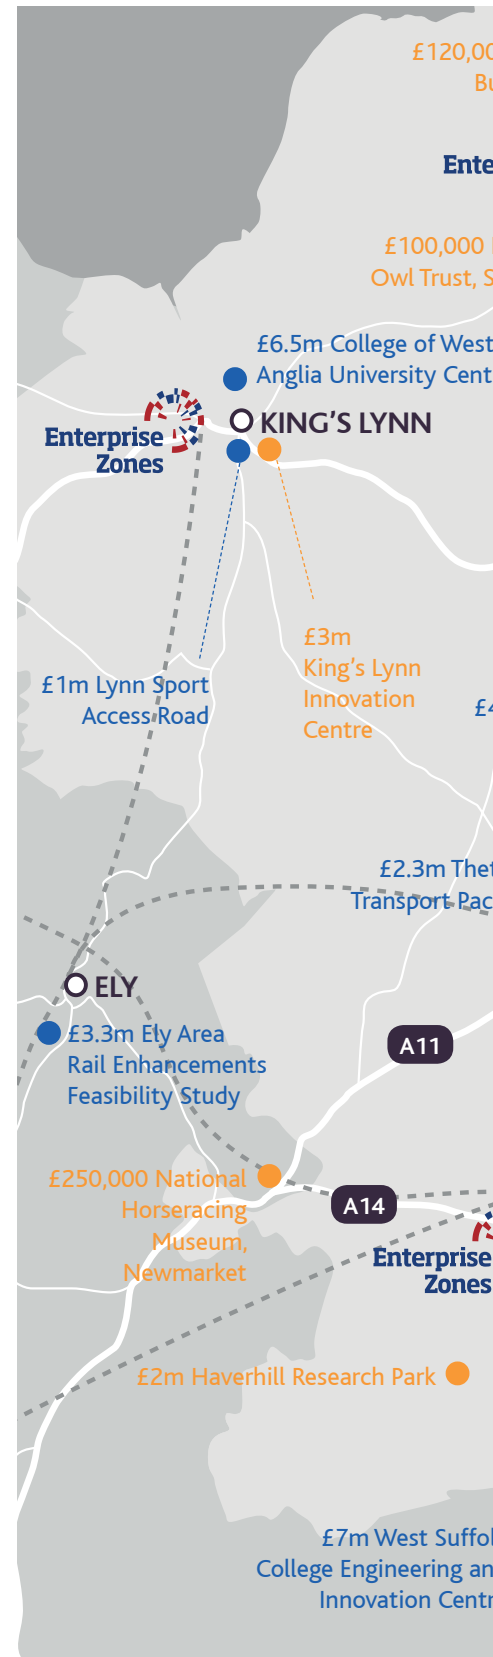 £120,00
Bu
Ente
£100,000
Owl Trust, S
£6.5m College of West
Anglia University Cent
KING'S LYNN
Enterprise
Zones
£3m
King's Lynn
Innovation
Centre
£1m Lynn Sport
Access Road
£4
£2.3m Thet
Transport Pac
ELY
£3.3m Ely Area
Rail Enhancements
Feasibility Study
A11
£250,000 National
Horseracing
Museum,
Newmarket
A14
Enterprise
Zones
£2m Haverhill Research Park
£7m West Suffol
College Engineering an
Innovation Centr